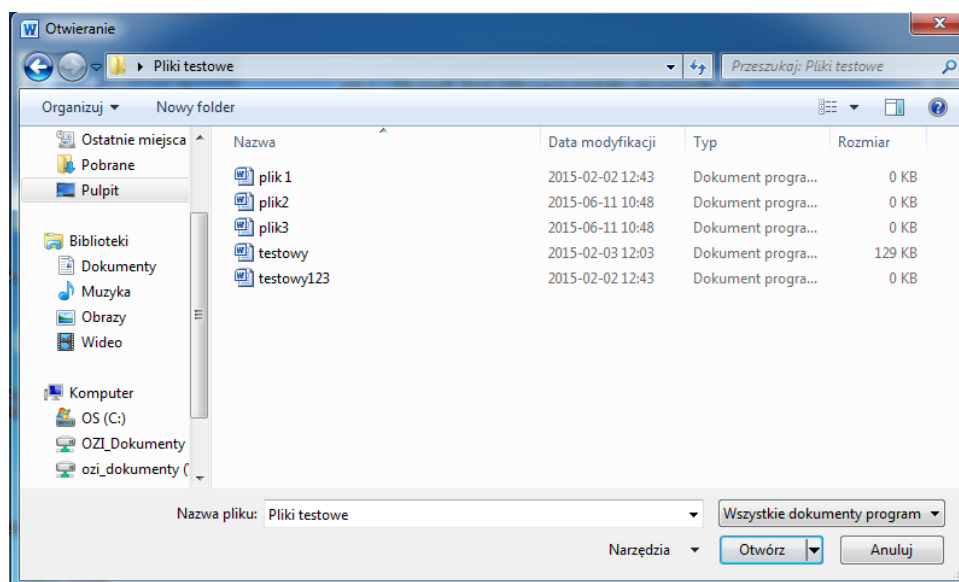 Otwieranie
Pliki testowe
Przeszukaj: Pliki testowe
Organizuj
Nowy folder
Ostatnie miejsca
Pobrane
Pulpit
Biblioteki
Dokumenty
Muzyka
Obrazy
Wideo
Komputer
OS (C:)
OZI_Dokumenty
ozi_dokumenty (
Nazwa Data modyfikacji Typ Rozmiar
plik 1 2015-02-02 12:43 Dokument progra... 0 KB
plik2 2015-06-11 10:48 Dokument progra... 0 KB
plik3 2015-06-11 10:48 Dokument progra... 0 KB
testowy 2015-02-03 12:03 Dokument progra... 129 KB
testowy123 2015-02-02 12:43 Dokument progra... 0 KB
Nazwa pliku: Pliki testowe Wszystkie dokumenty program
Narzędzia Otwórz Anuluj